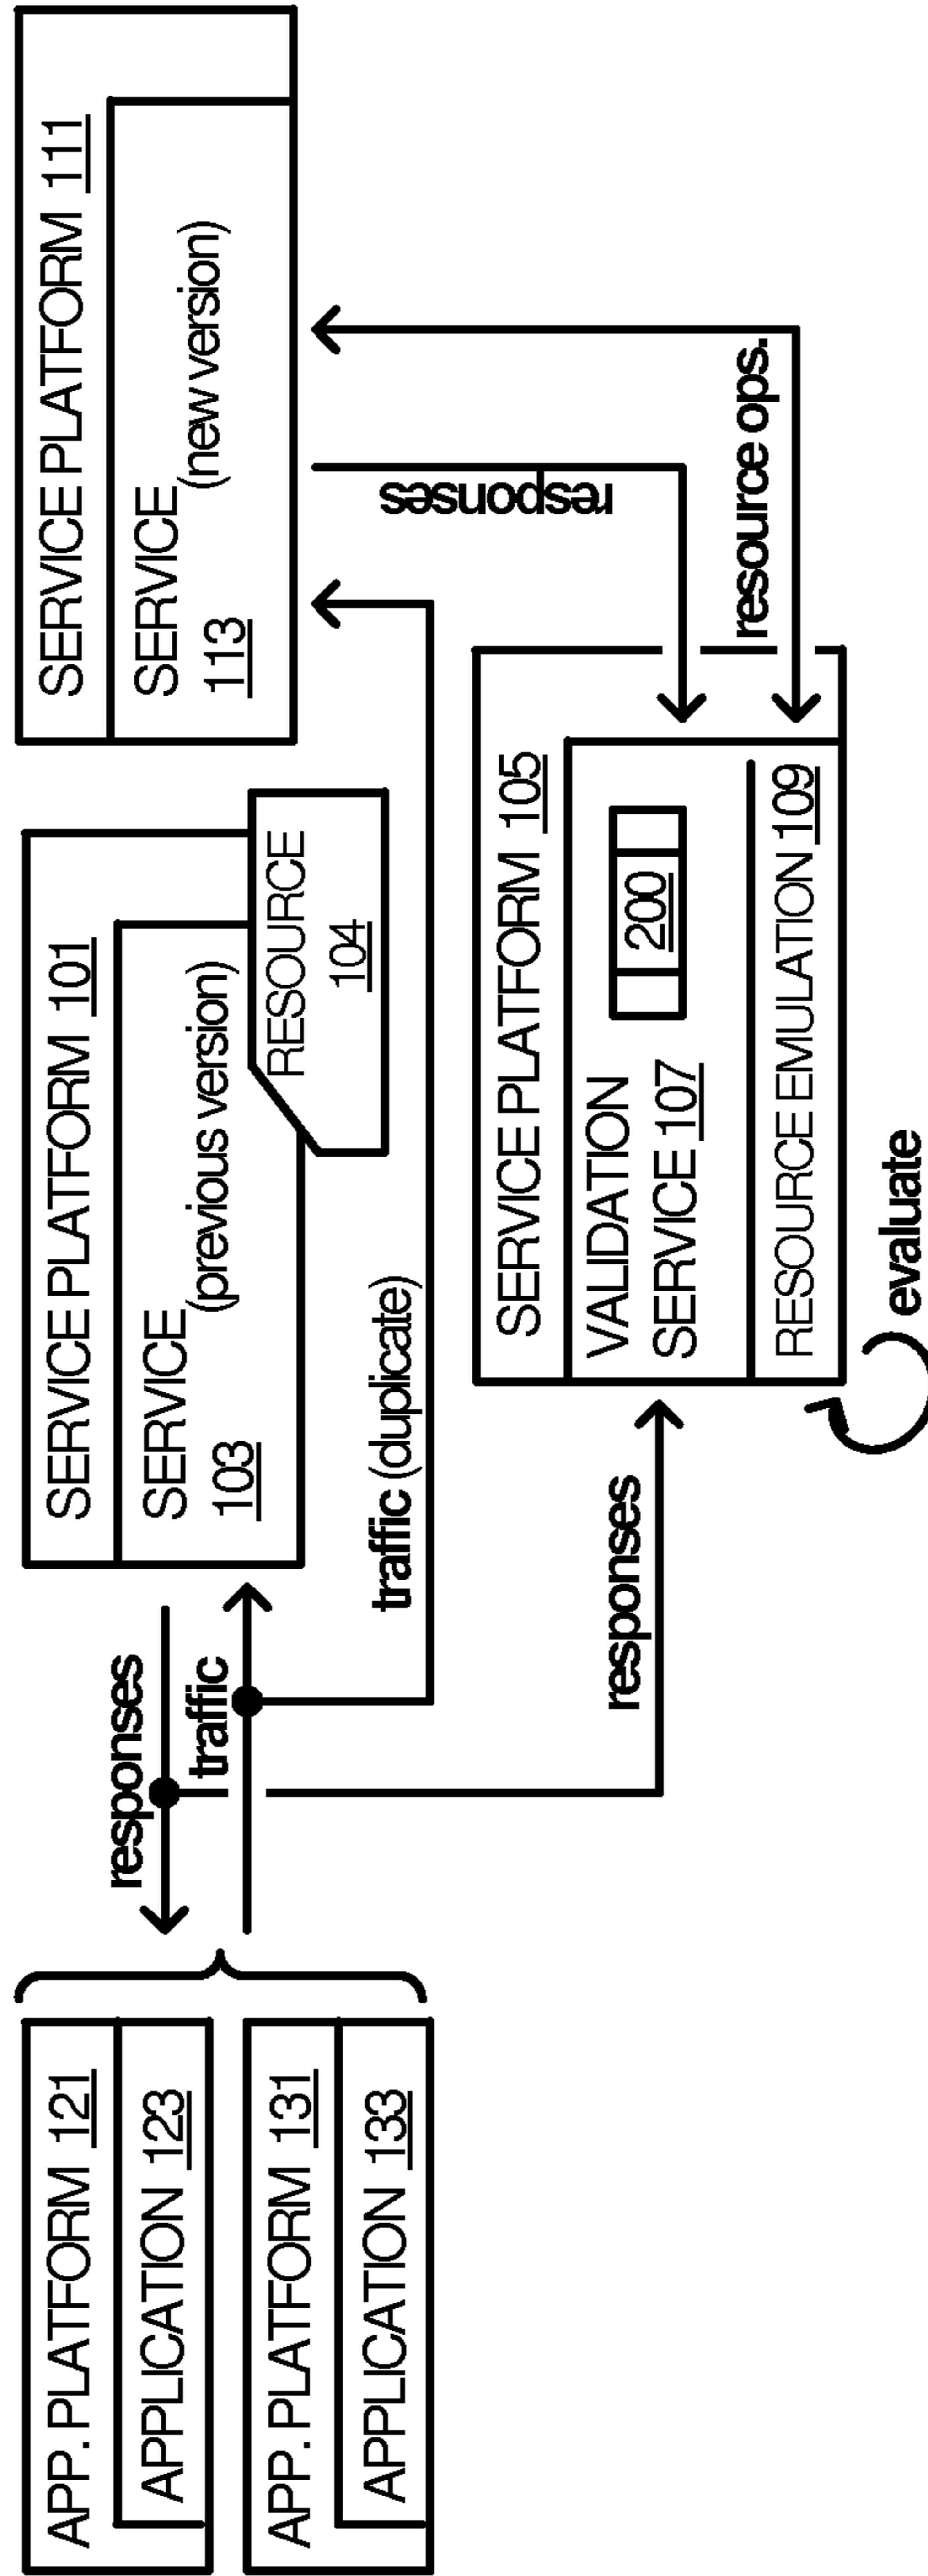 APP. PLATFORM 121
APPLICATION 123
APP. PLATFORM 131
APPLICATION 133
responses
traffic
SERVICE PLATFORM 101
SERVICE
(previous version)
103
RESOURCE
104
traffic (duplicate)
SERVICE PLATFORM 111
SERVICE
(new version)
113
responses
responses
resource ops.
SERVICE PLATFORM 105
VALIDATION
SERVICE 107
200
RESOURCE EMULATION 109
evaluate